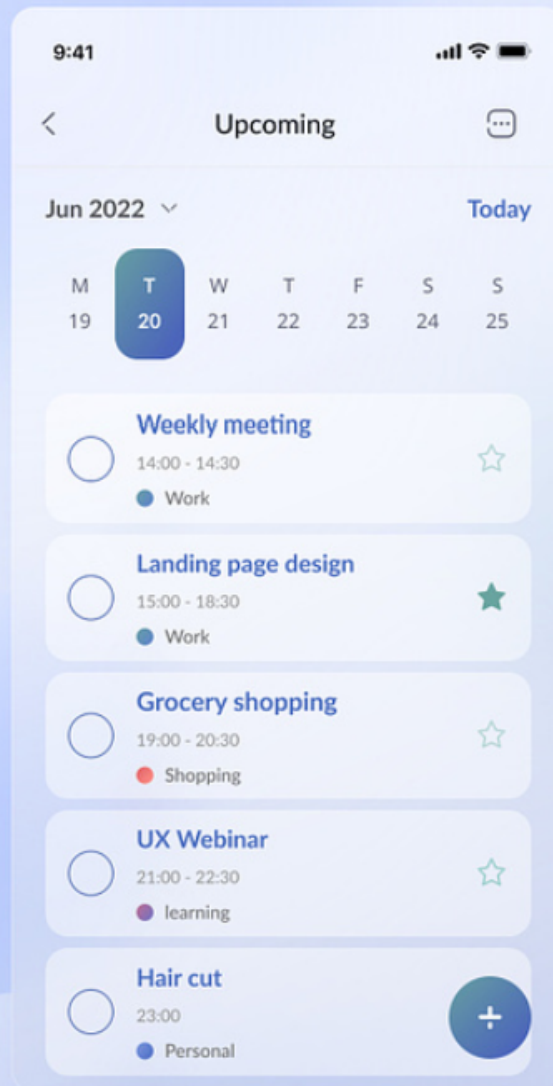 9:41
Upcoming
Jun 2022
Today
M T W T F S S
19 20 21 22 23 24 25
Weekly meeting
14:00 - 14:30
Work
Landing page design
15:00 - 18:30
Work
Grocery shopping
19:00 - 20:30
Shopping
UX Webinar
21:00 - 22:30
learning
Hair cut
23:00
Personal
+